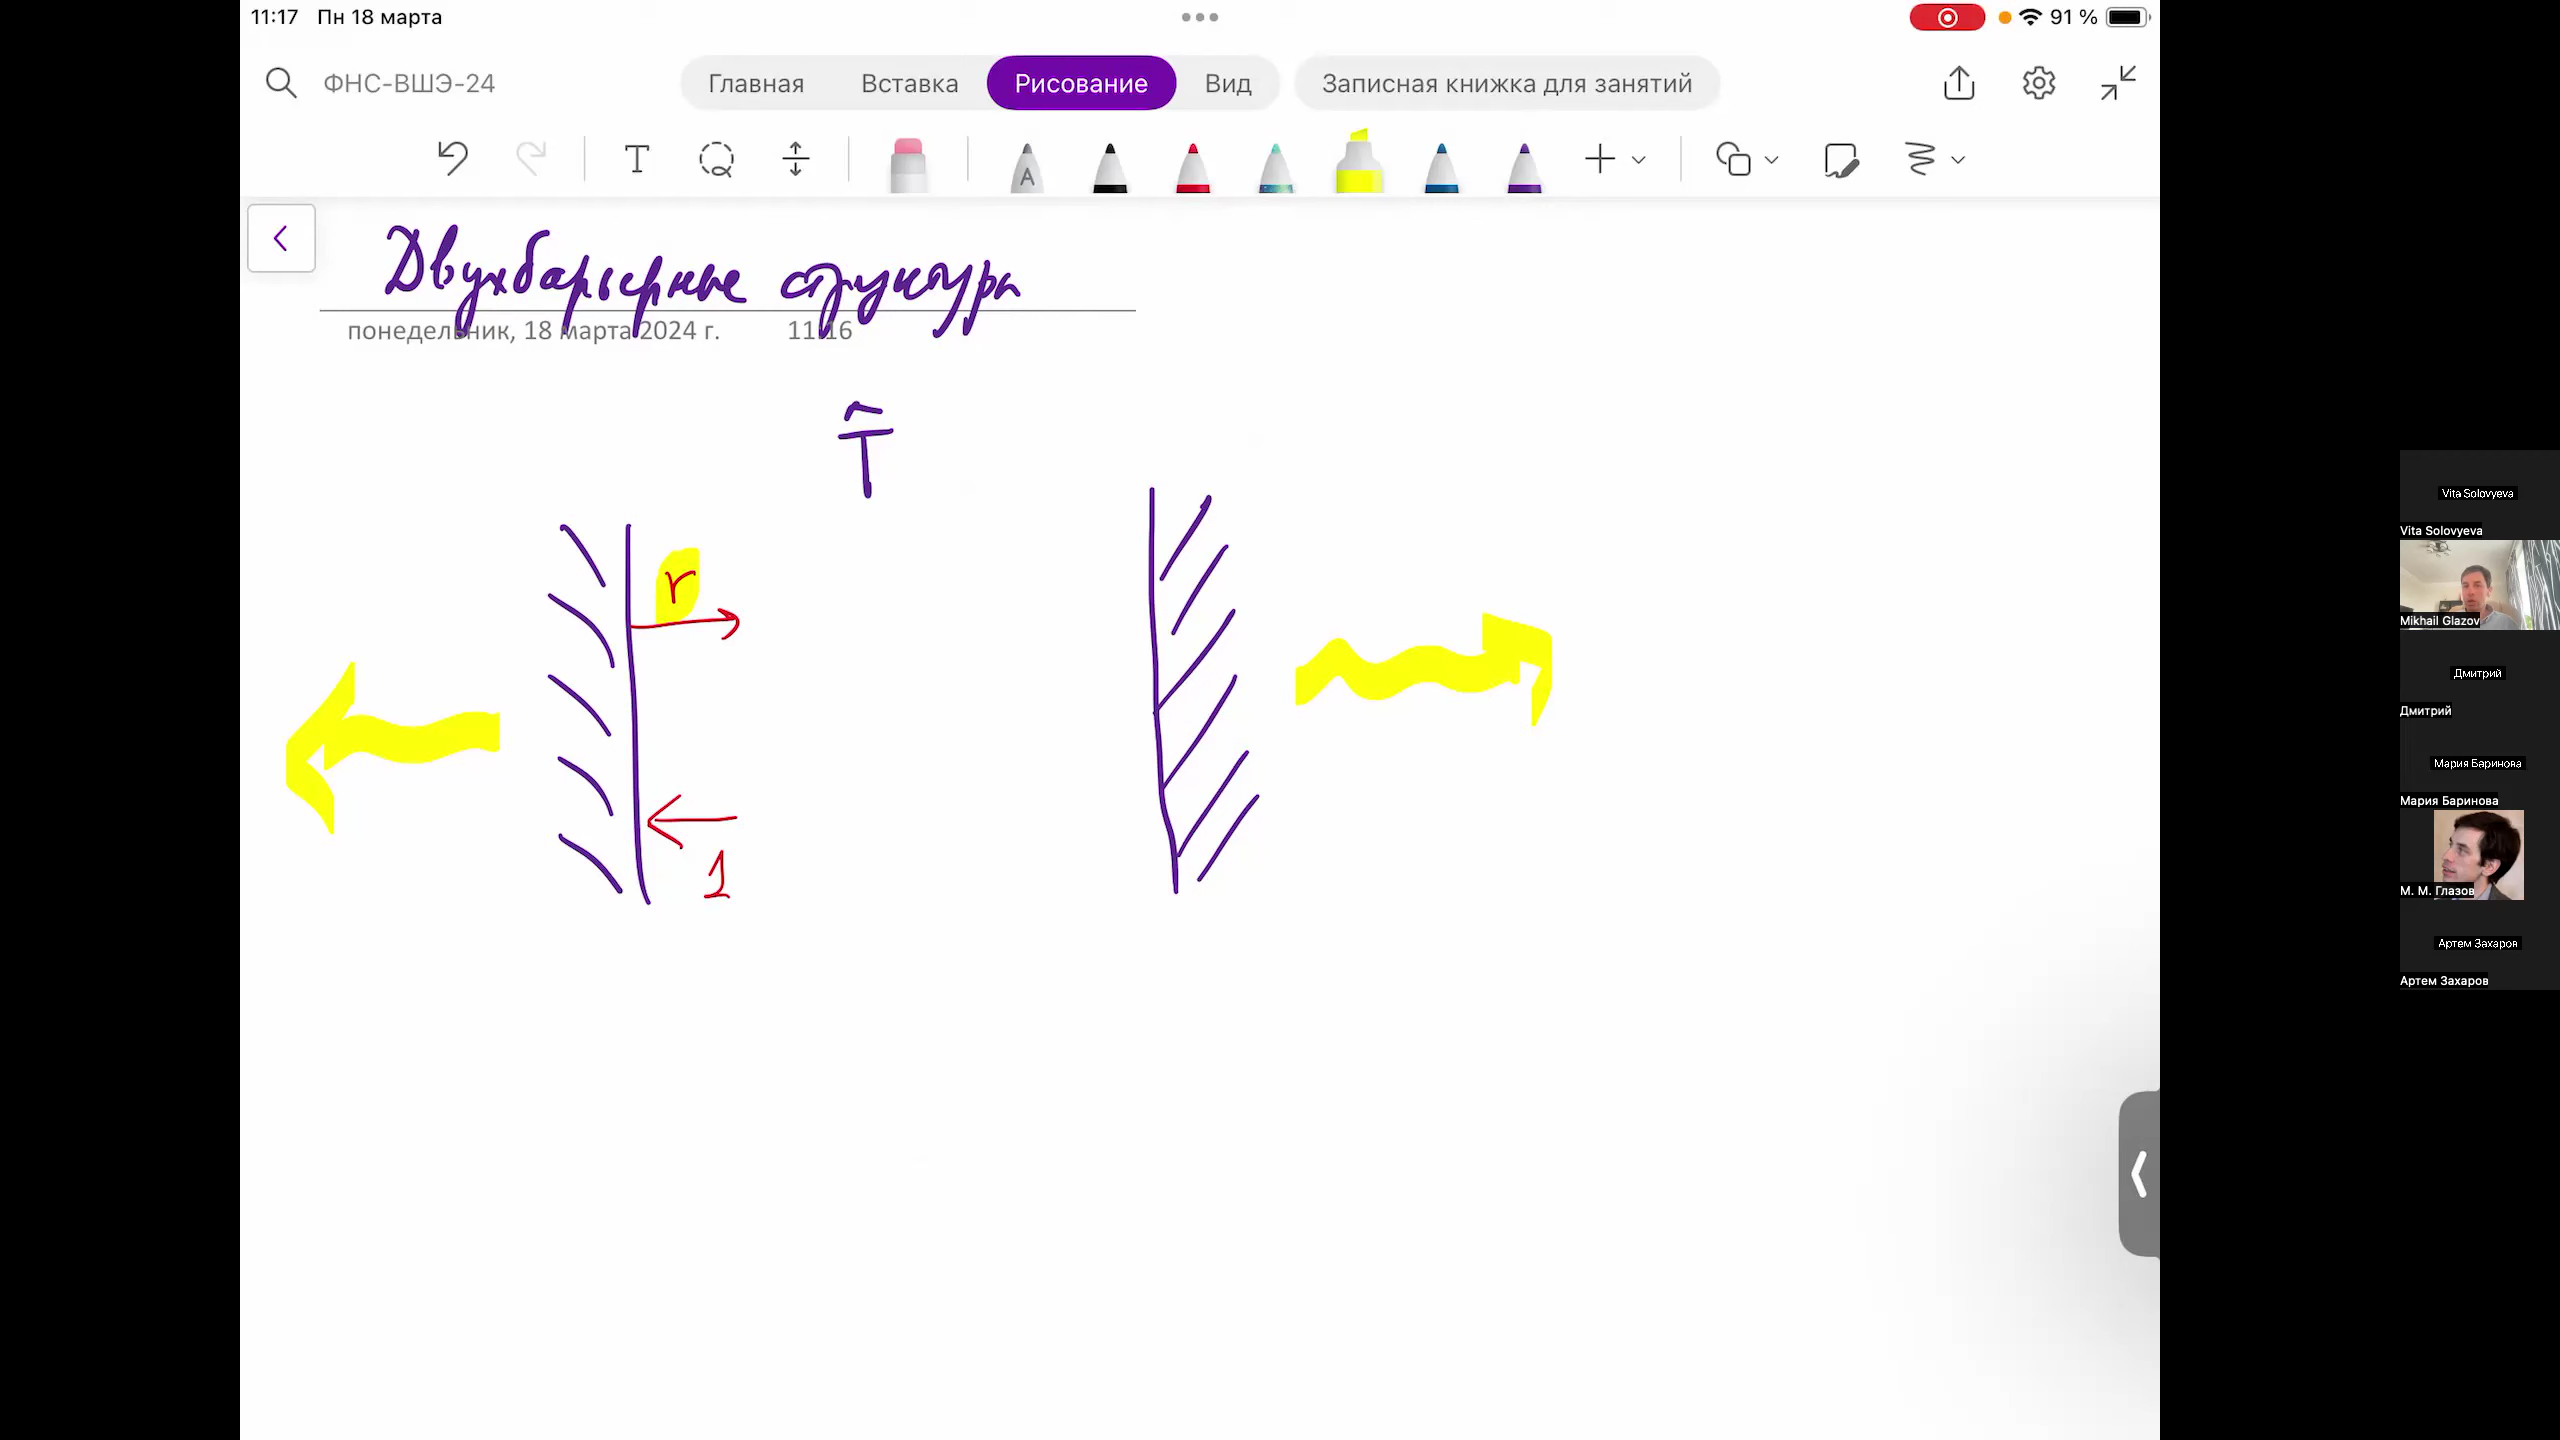 11:17 Пн 18 марта
91 %
ФНС-ВШЭ-24
Главная Вставка Рисование Вид Записная книжка для занятий
T A
Двухбарьерные структуры
понедельник, 18 марта 2024 г. 11:16
T̂
r
1
Vita Solovyeva
Vita Solovyeva
Mikhail Glazov
Дмитрий
Дмитрий
Мария Баринова
Мария Баринова
М. М. Глазов
Артем Захаров
Артем Захаров